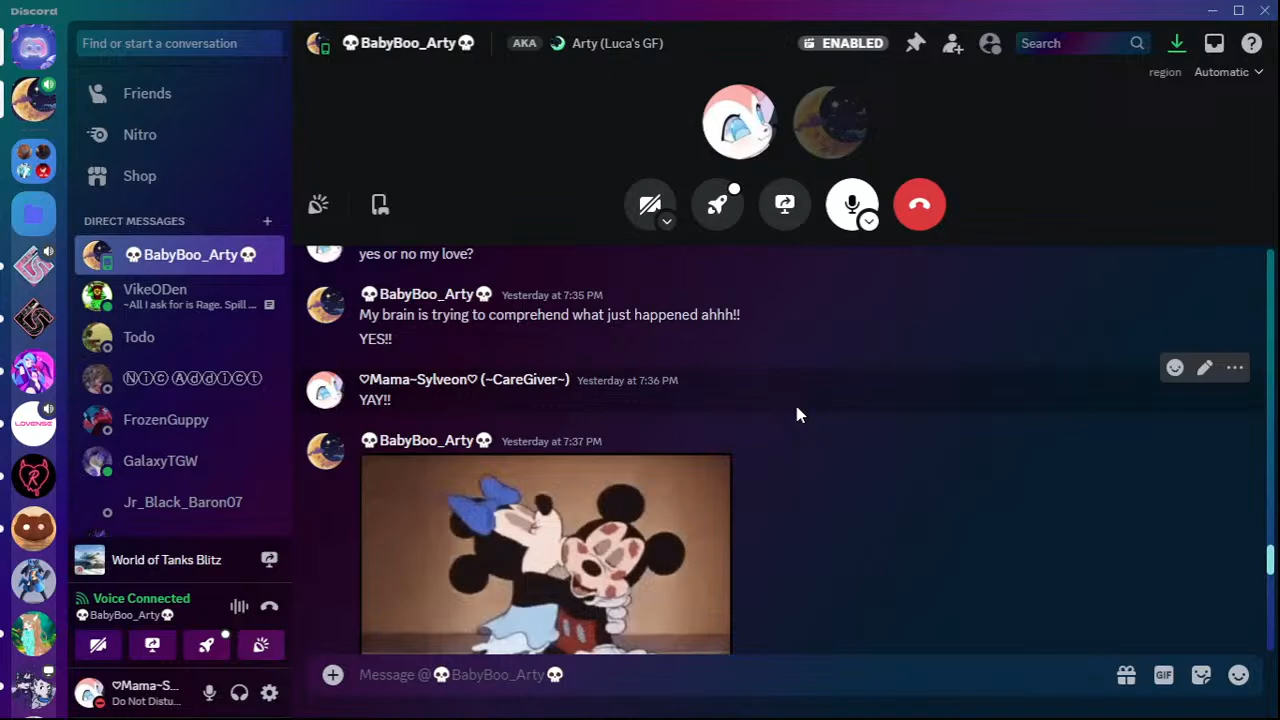 Discord
Find or start a conversation
💀BabyBoo_Arty💀
AKA
Arty (Luca's GF)
ENABLED
Search
region
Automatic
Friends
Nitro
Shop
DIRECT MESSAGES
💀BabyBoo_Arty💀
VikeODen
~All I ask for is Rage. Spill ...
Todo
Ⓝⓘⓒ Ⓐⓓⓓⓘⓒⓣ
FrozenGuppy
GalaxyTGW
Jr_Black_Baron07
LOVENSE
World of Tanks Blitz
Voice Connected
💀BabyBoo_Arty💀
♡Mama~S...
Do Not Distu...
yes or no my love?
💀BabyBoo_Arty💀 Yesterday at 7:35 PM
My brain is trying to comprehend what just happened ahhh!!
YES!!
♡Mama~Sylveon♡ (~CareGiver~) Yesterday at 7:36 PM
YAY!!
💀BabyBoo_Arty💀 Yesterday at 7:37 PM
Message @💀BabyBoo_Arty💀
GIF